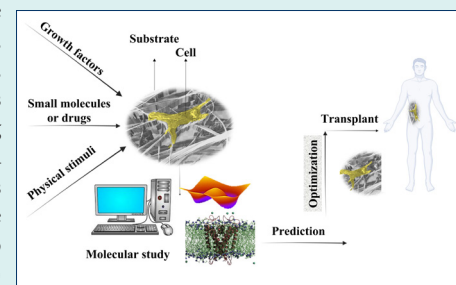 Growth factors
Substrate
Cell
Small molecules
or drugs
Physical stimuli
Molecular study
Prediction
Optimization
Transplant